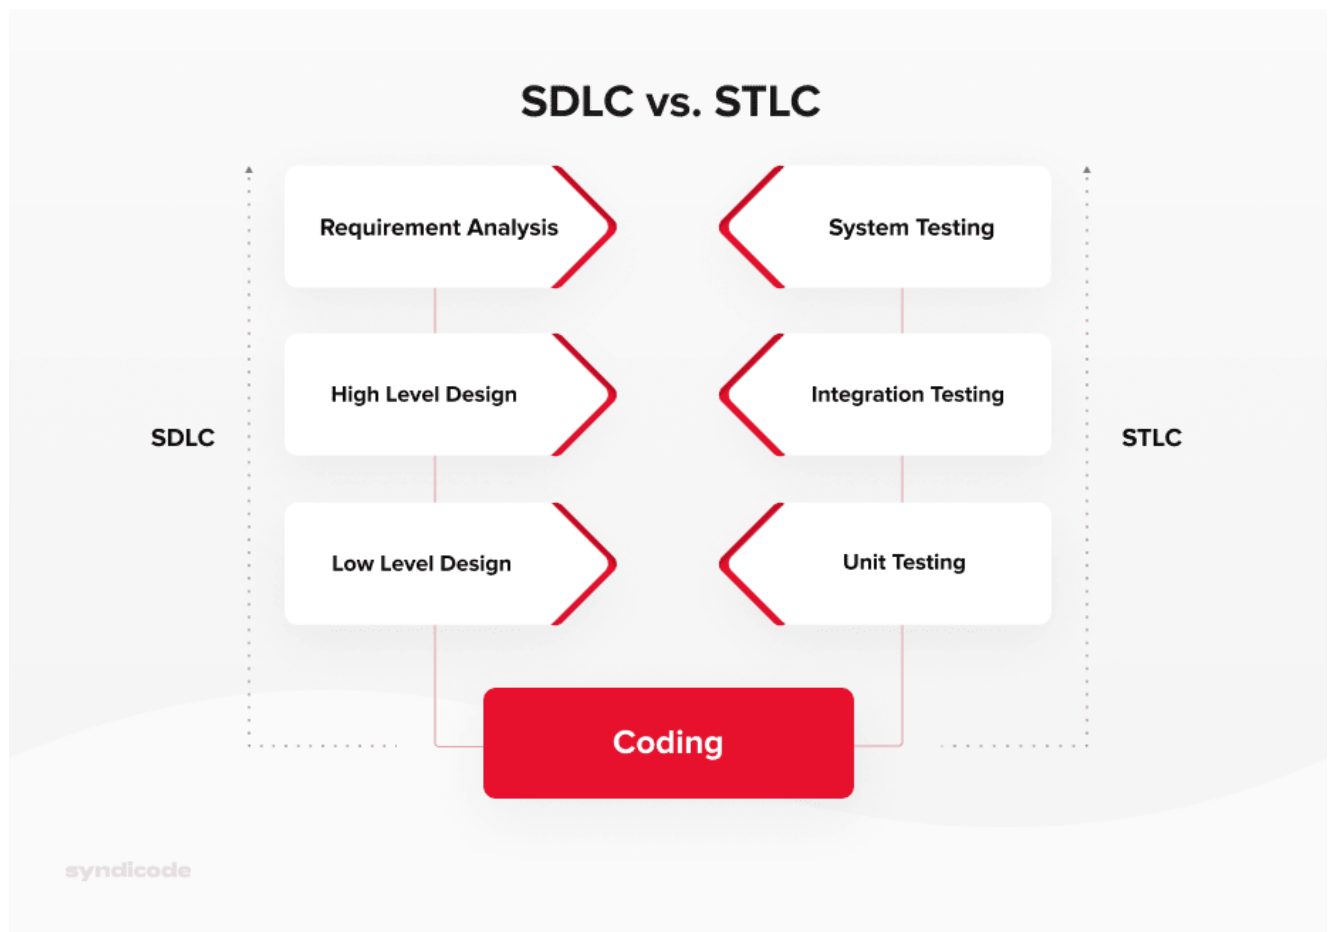 SDLC vs. STLC
Requirement Analysis
System Testing
High Level Design
Integration Testing
SDLC
STLC
Low Level Design
Unit Testing
Coding
syndicode